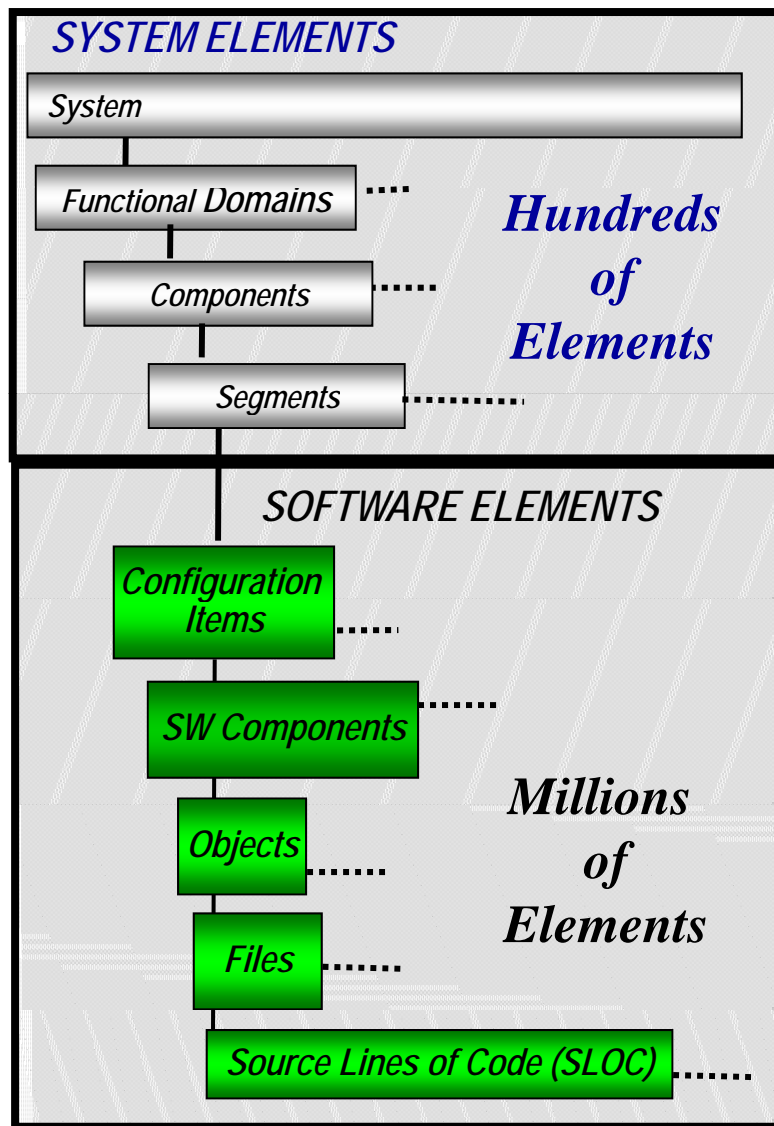 SYSTEM ELEMENTS
System
Functional Domains
Components
Segments
Hundreds
of
Elements
SOFTWARE ELEMENTS
Configuration
Items
SW Components
Objects
Files
Source Lines of Code (SLOC)
Millions
of
Elements